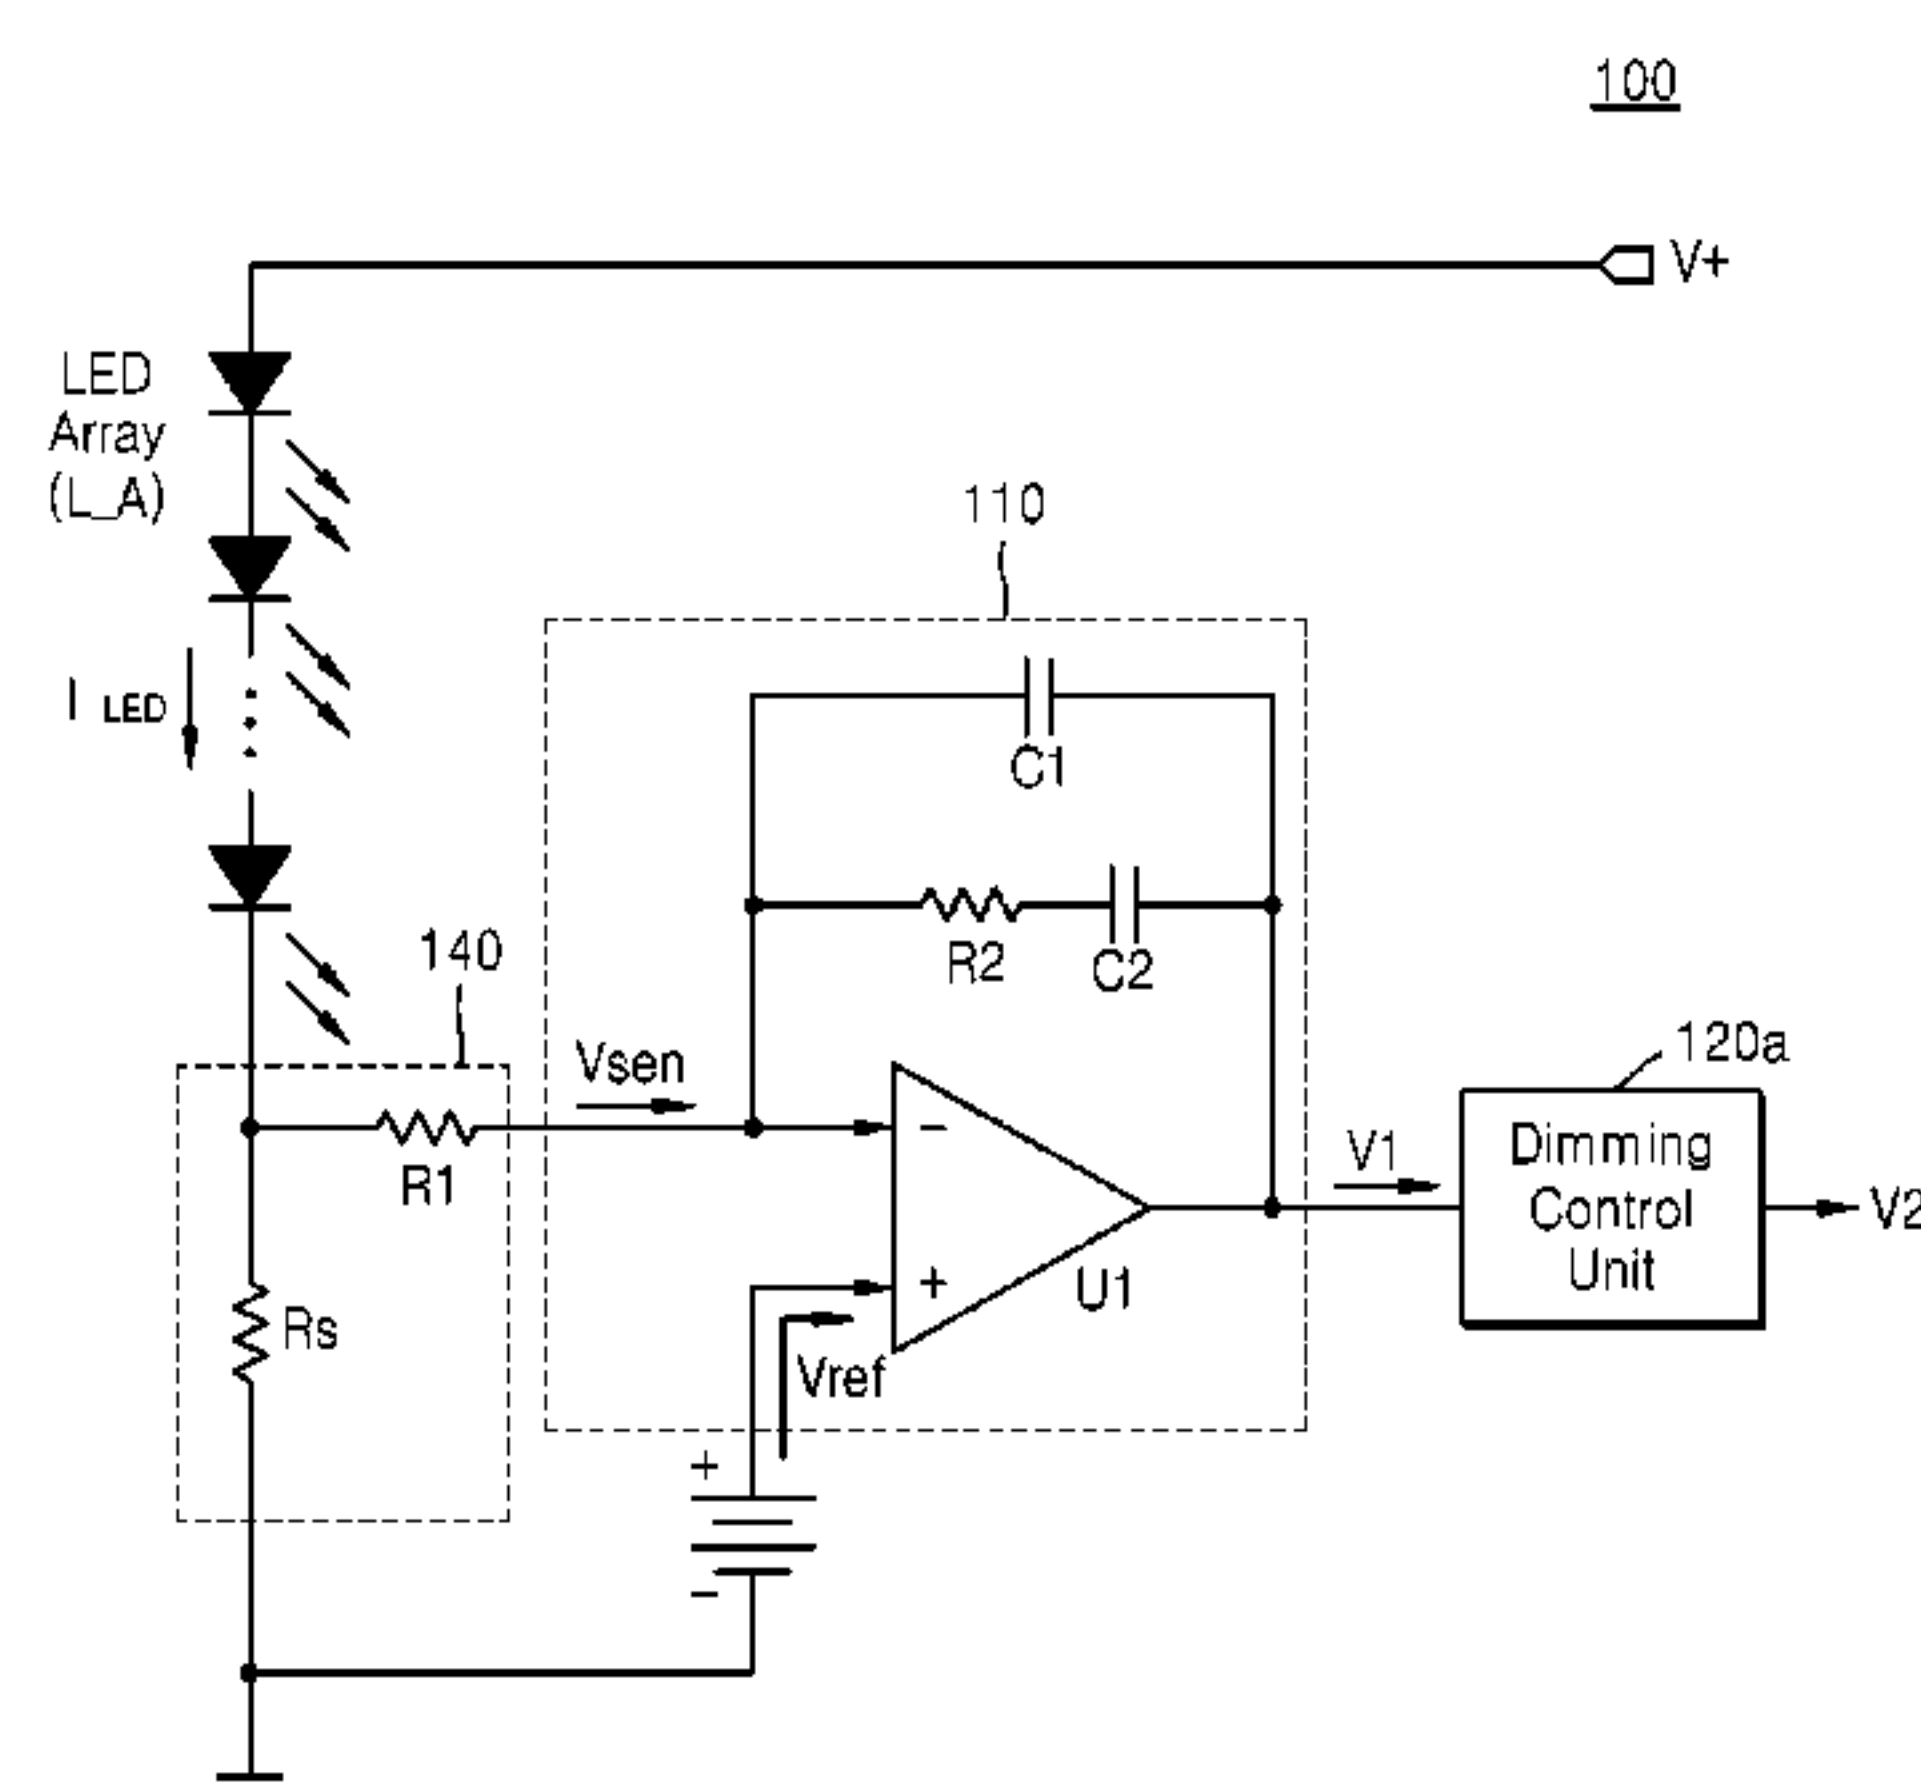 100
V+
LED
Array
(L_A)
110
I LED
C1
R2
C2
140
Vsen
120a
R1
−
V1
Dimming
Control
Unit
V2
+
U1
Rs
Vref
+
−